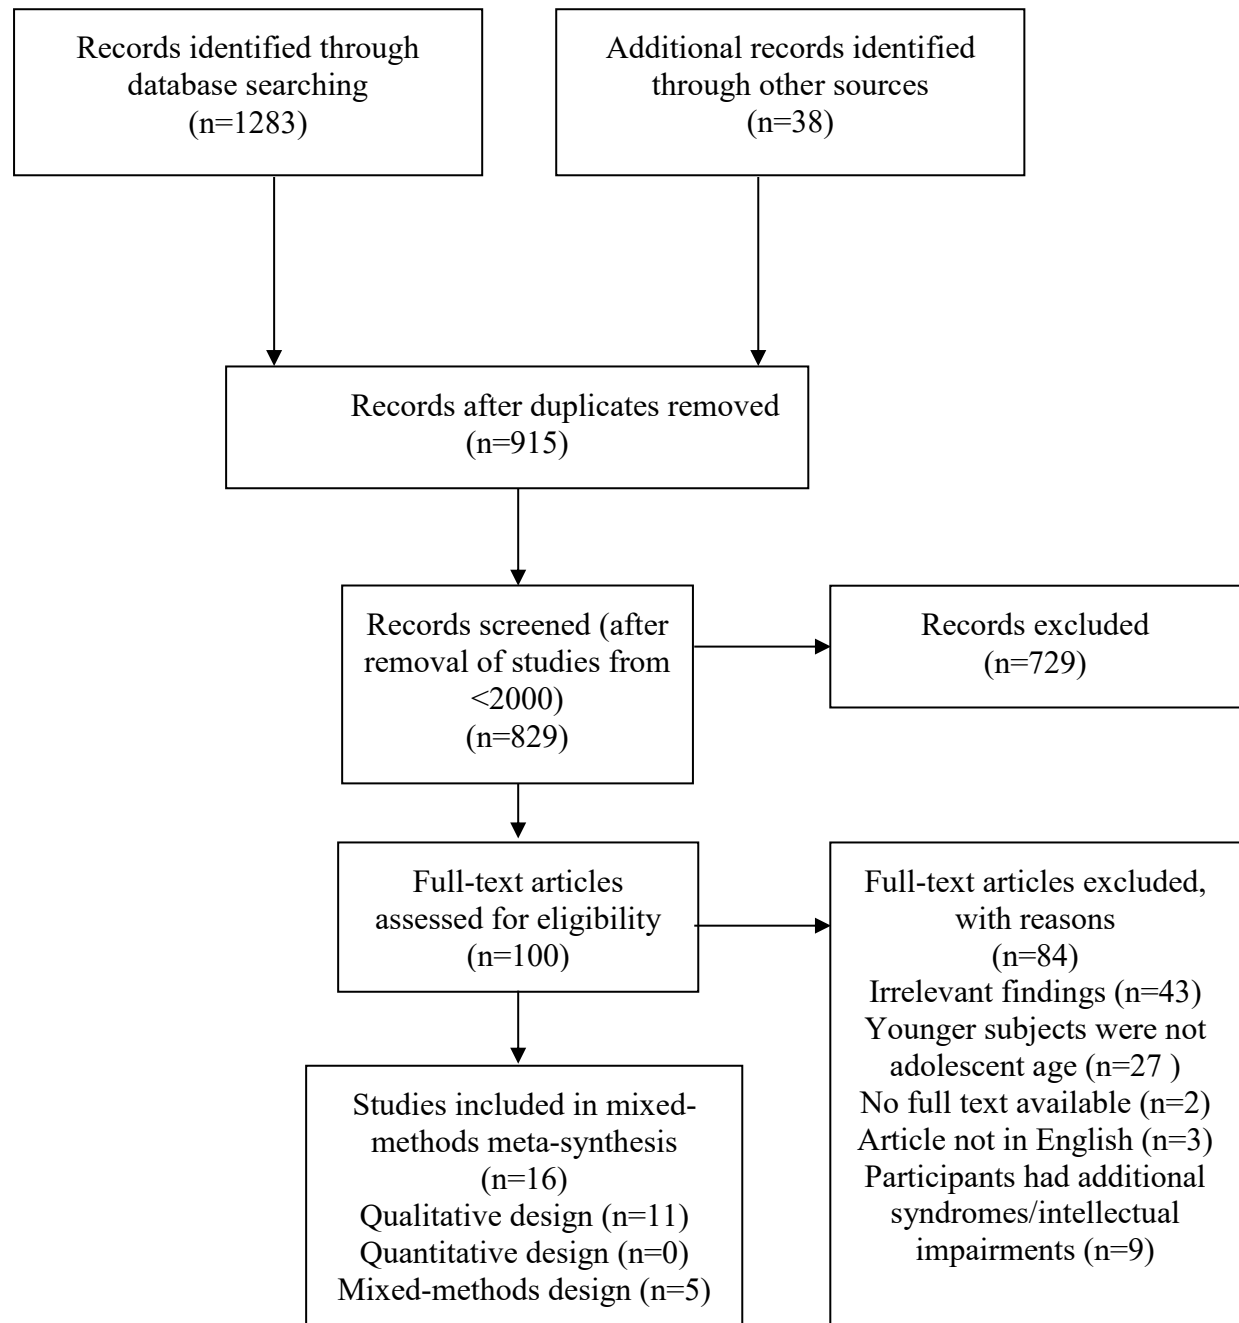 Records identified through
database searching
(n=1283)
Additional records identified
through other sources
(n=38)
Records after duplicates removed
(n=915)
Records screened (after
removal of studies from
<2000)
(n=829)
Records excluded
(n=729)
Full-text articles
assessed for eligibility
(n=100)
Full-text articles excluded,
with reasons
(n=84)
Irrelevant findings (n=43)
Younger subjects were not
adolescent age (n=27 )
No full text available (n=2)
Article not in English (n=3)
Participants had additional
syndromes/intellectual
impairments (n=9)
Studies included in mixed-
methods meta-synthesis
(n=16)
Qualitative design (n=11)
Quantitative design (n=0)
Mixed-methods design (n=5)